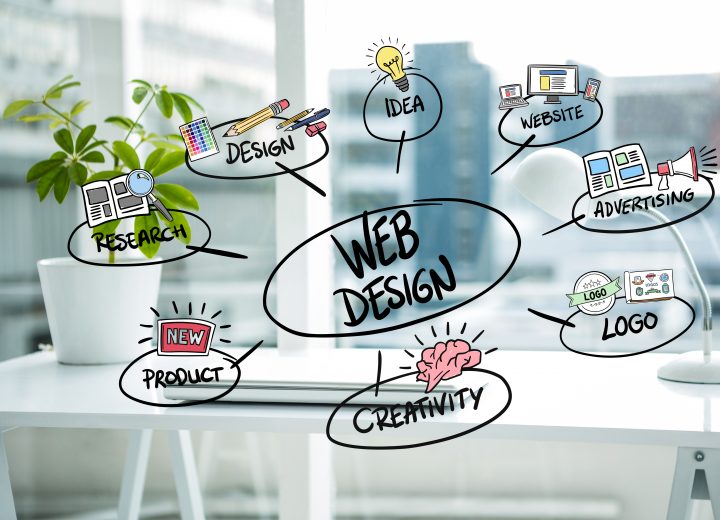 IDEA
WEBSITE
DESIGN
ADVERTISING
RESEARCH
WEB
DESIGN
LOGO
LOGO
NEW
PRODUCT
CREATIVITY